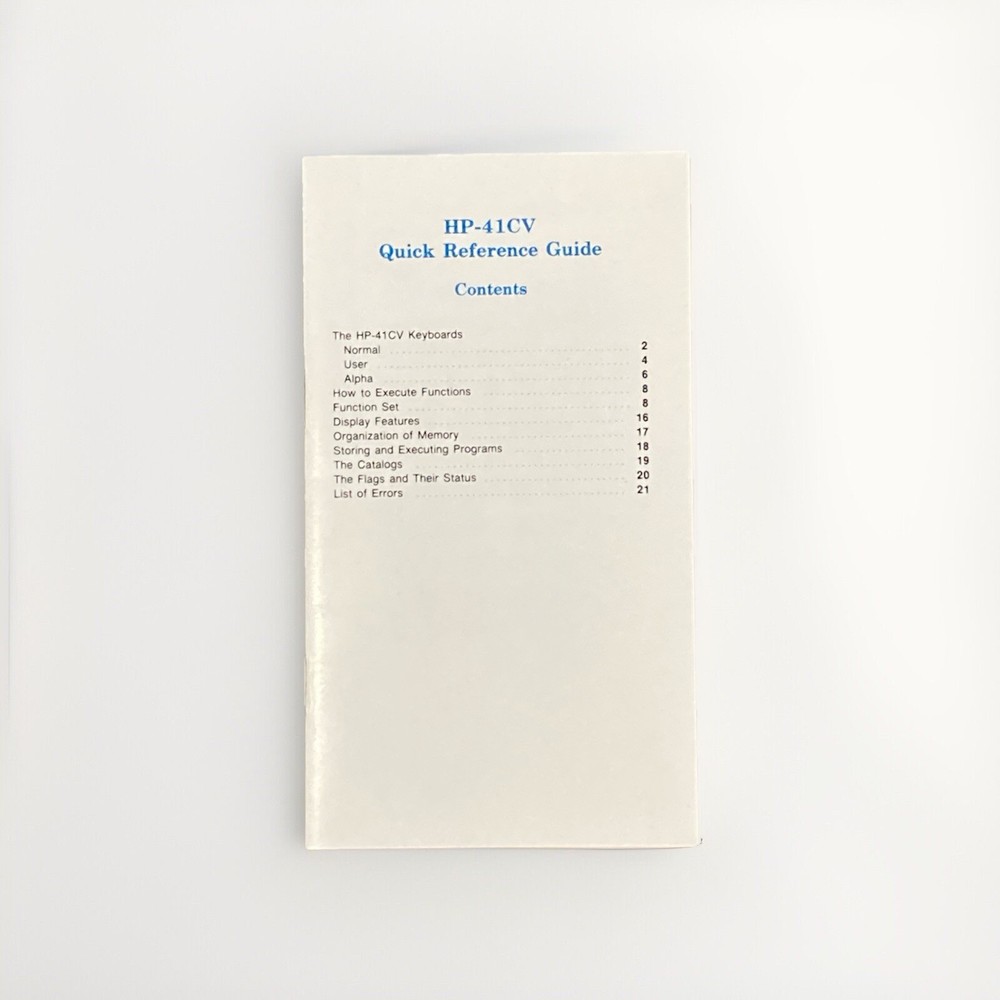 HP-41CV
Quick Reference Guide
Contents
The HP-41CV Keyboards
Normal 2
User 4
Alpha 6
How to Execute Functions 8
Function Set 8
Display Features 16
Organization of Memory 17
Storing and Executing Programs 18
The Catalogs 19
The Flags and Their Status 20
List of Errors 21